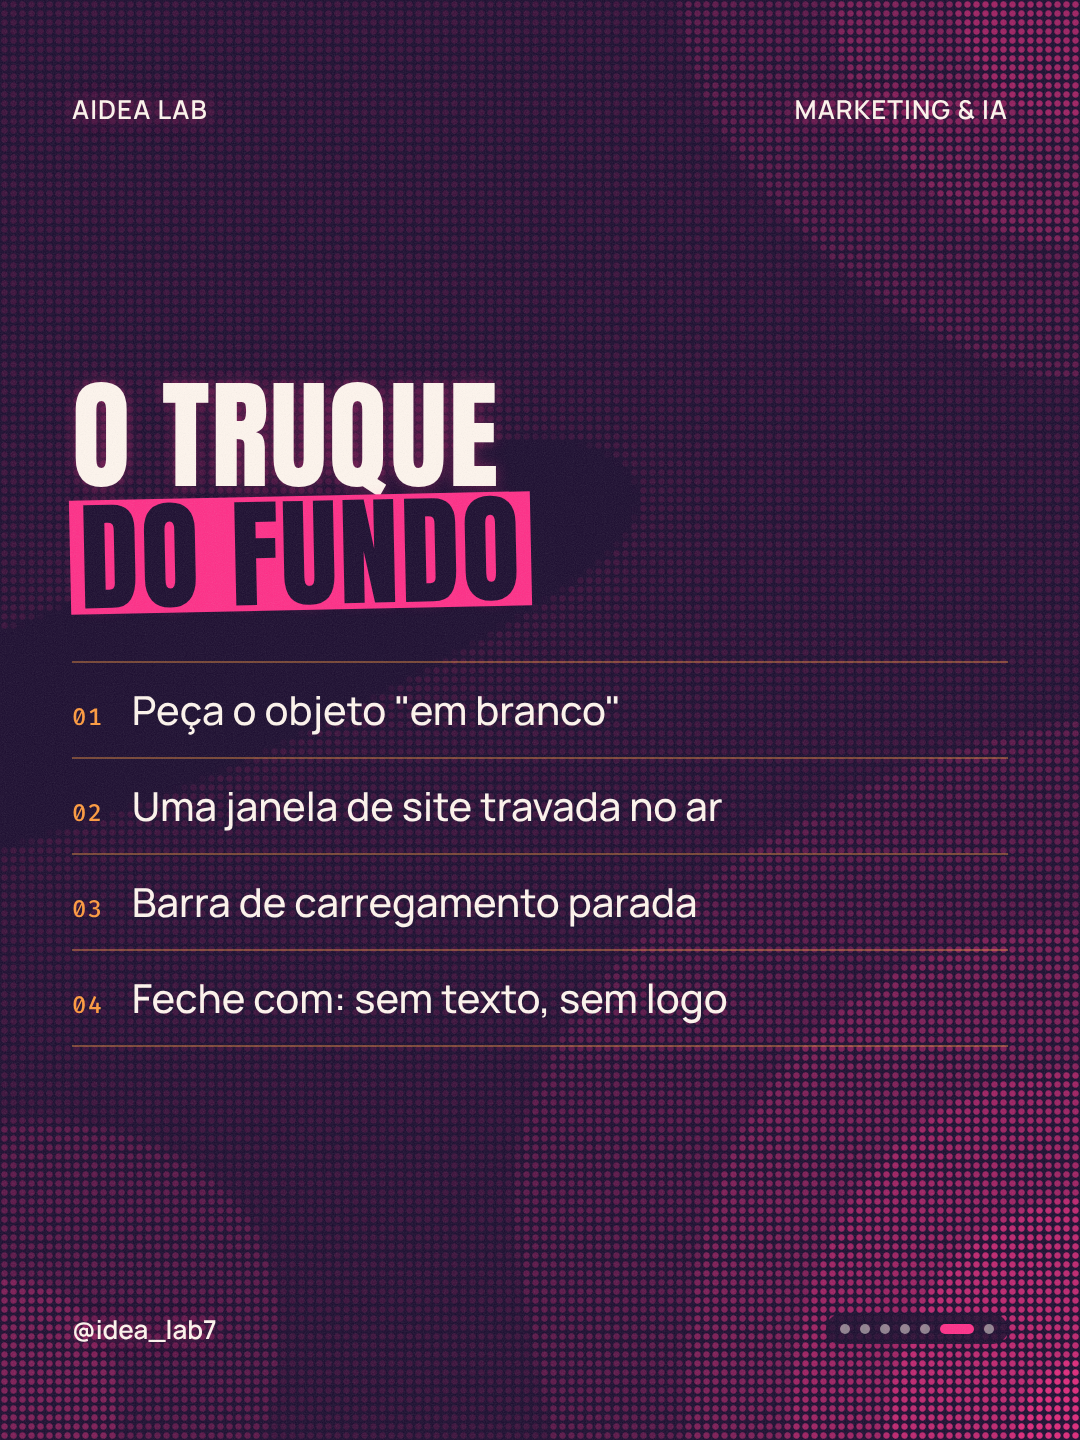 AIDEA LAB
MARKETING & IA
O TRUQUE
DO FUNDO
01 Peça o objeto "em branco"
02 Uma janela de site travada no ar
03 Barra de carregamento parada
04 Feche com: sem texto, sem logo
@idea_lab7